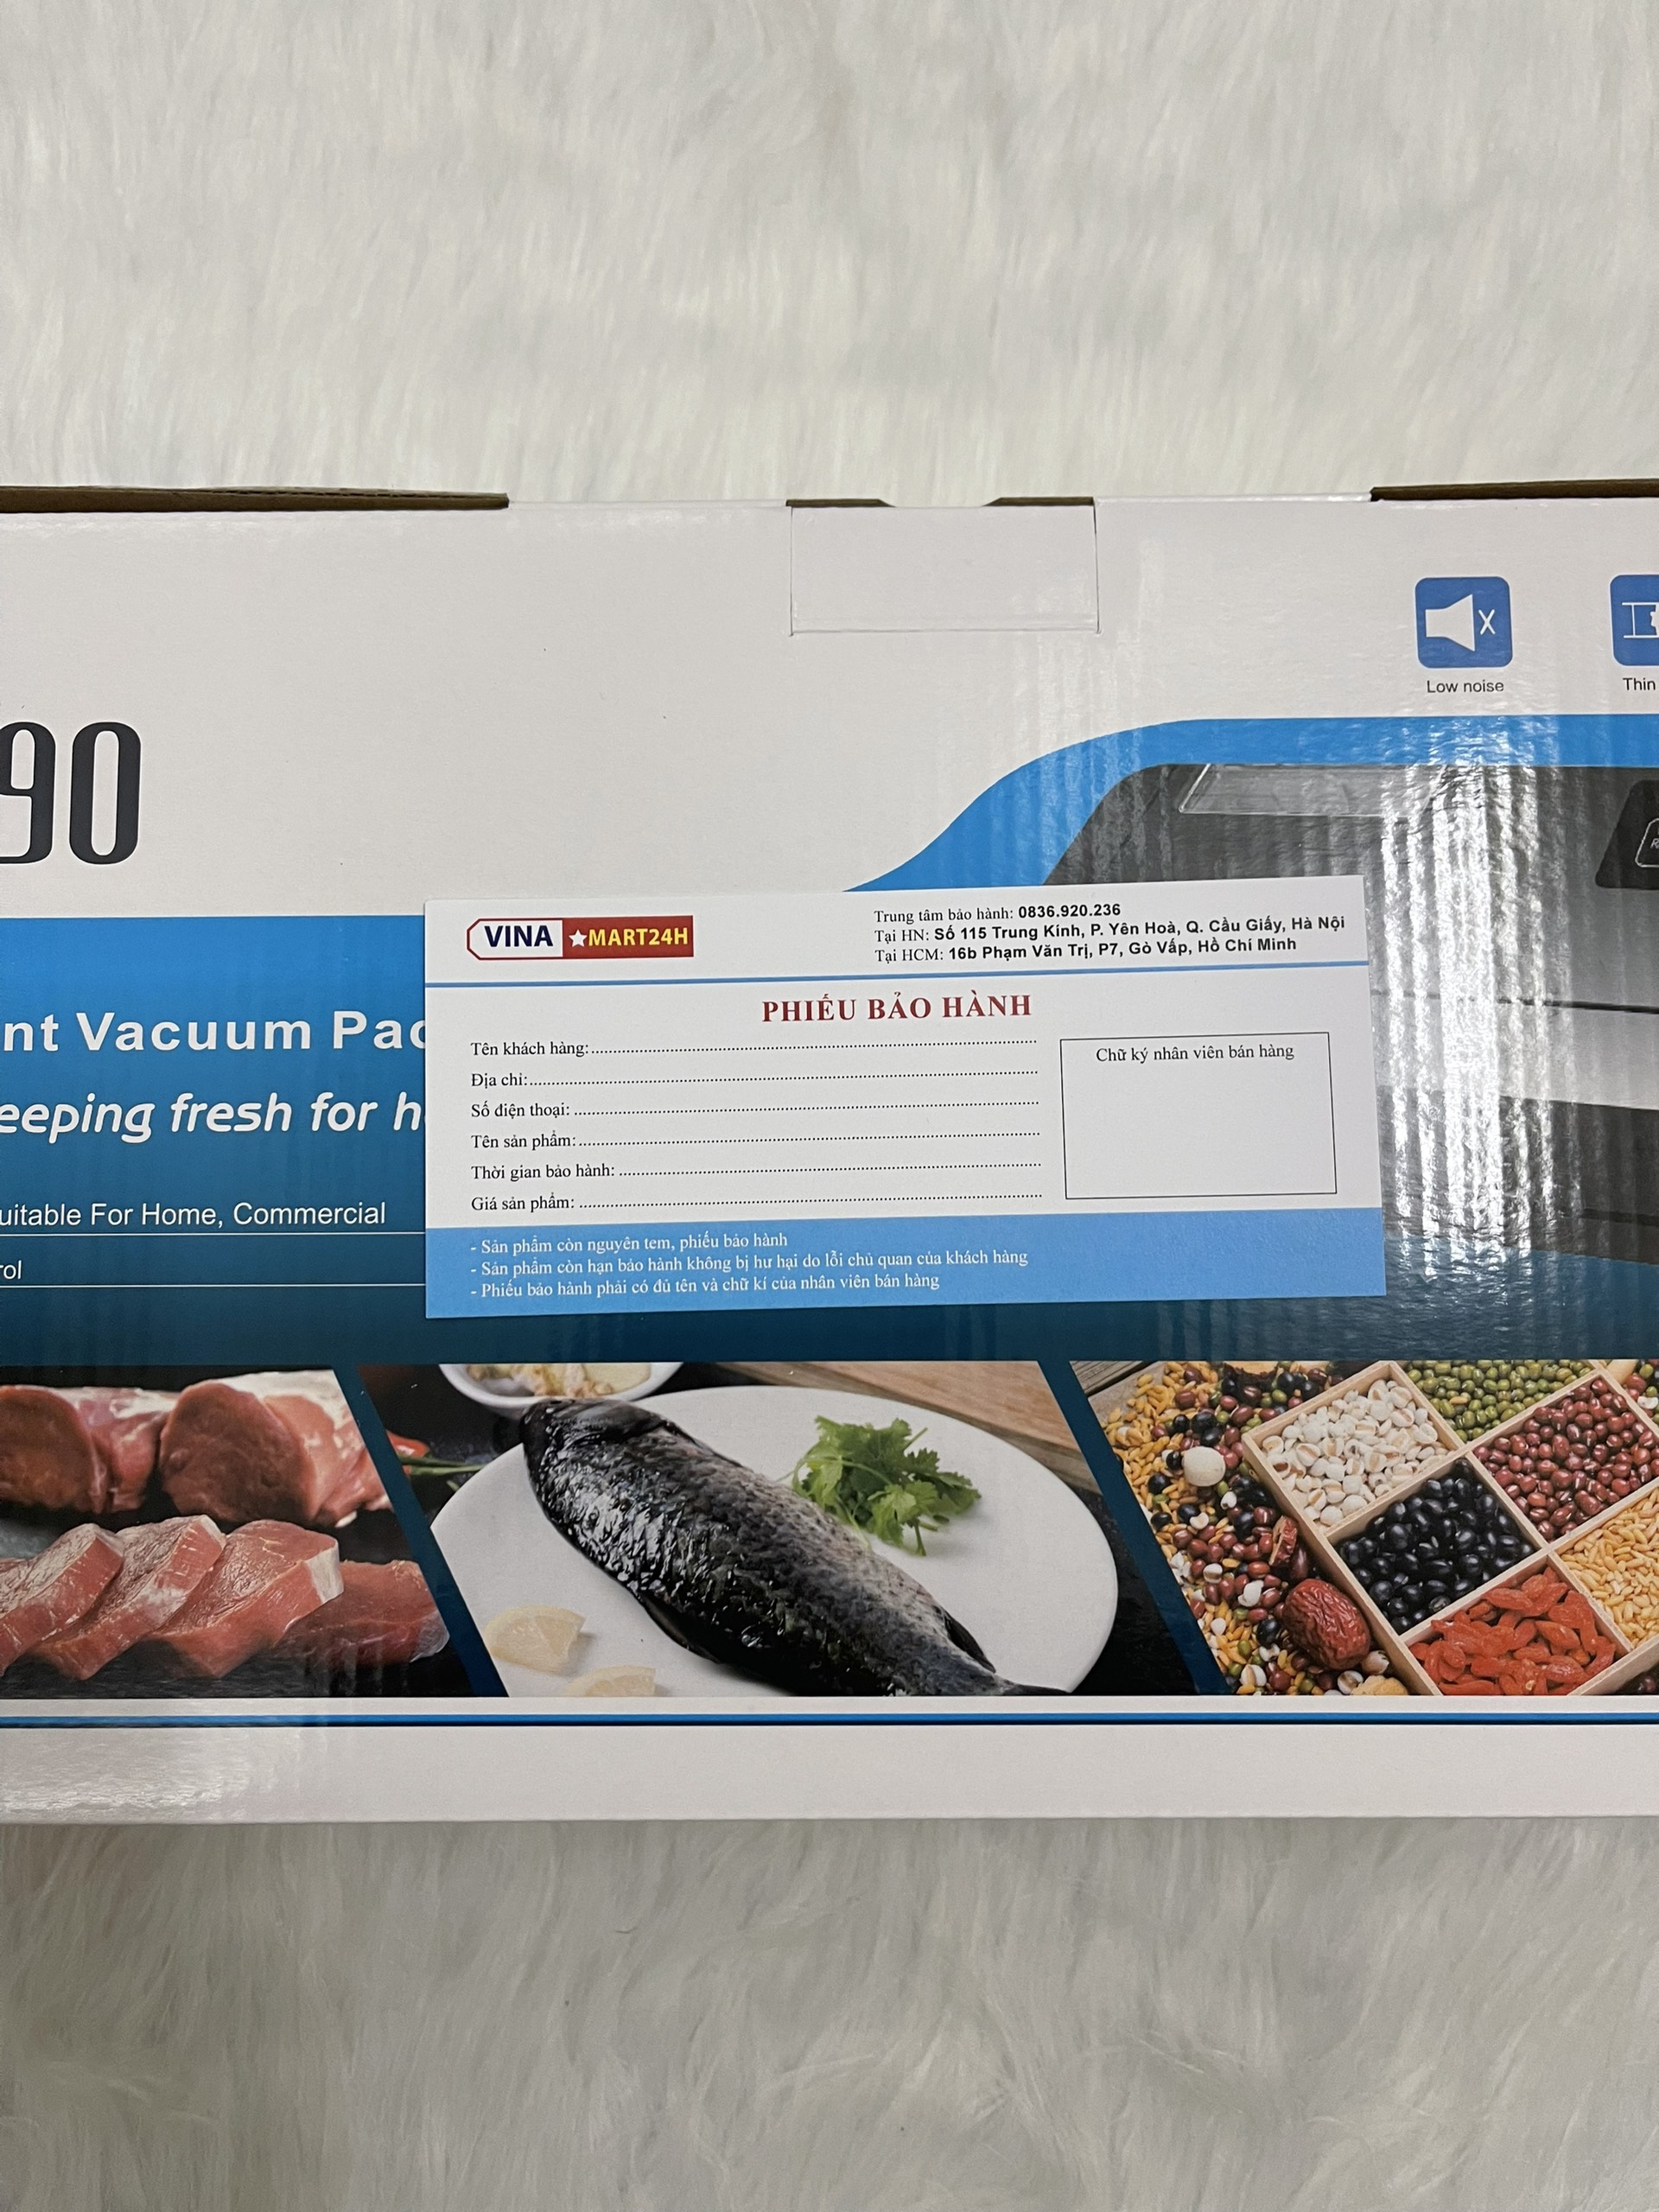 Low noise
Thin
90
VINA MART24H
Trung tâm bảo hành: 0836.920.236
Tại HN: Số 115 Trung Kính, P. Yên Hoà, Q. Cầu Giấy, Hà Nội
Tại HCM: 16b Phạm Văn Trị, P7, Gò Vấp, Hồ Chí Minh
PHIẾU BẢO HÀNH
Tên khách hàng:
Địa chỉ:
Số điện thoại:
Tên sản phẩm:
Thời gian bảo hành:
Giá sản phẩm:
Chữ ký nhân viên bán hàng
- Sản phẩm còn nguyên tem, phiếu bảo hành
- Sản phẩm còn hạn bảo hành không bị hư hại do lỗi chủ quan của khách hàng
- Phiếu bảo hành phải có đủ tên và chữ kí của nhân viên bán hàng
nt Vacuum Pac
eeping fresh for h
uitable For Home, Commercial
rol